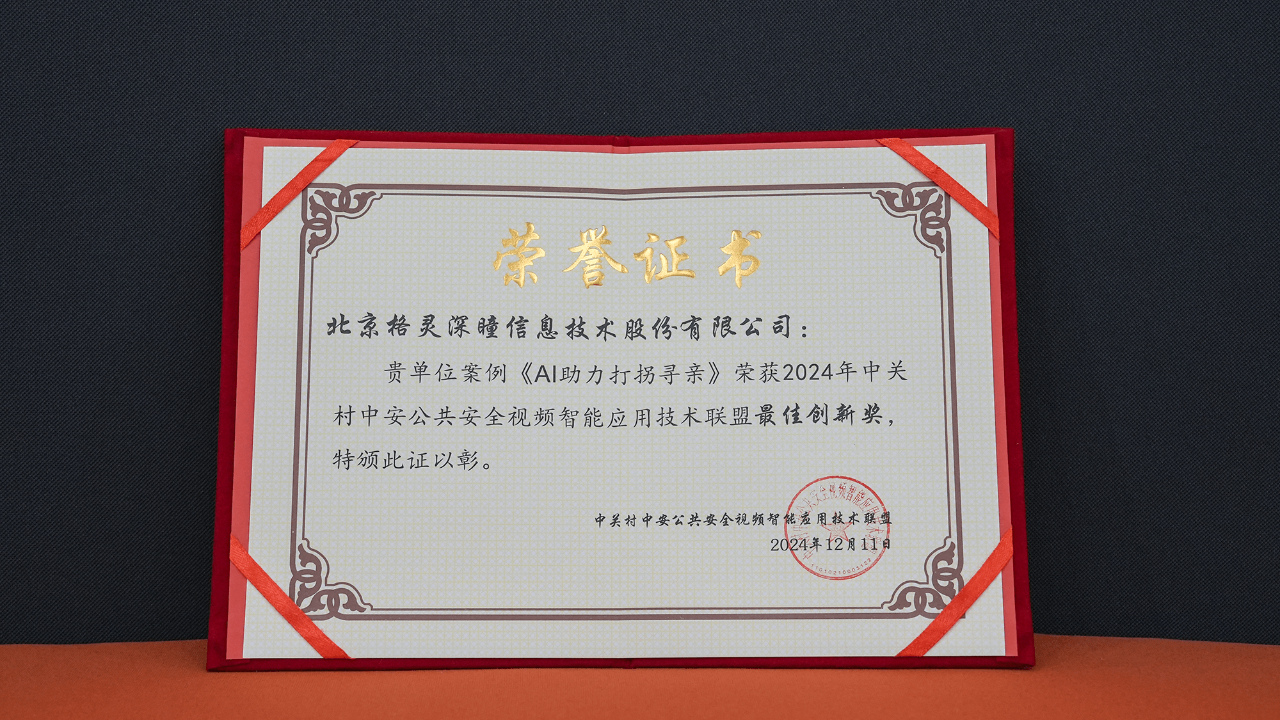 荣誉证书
北京格灵深瞳信息技术股份有限公司：
贵单位案例《AI助力打拐寻亲》荣获2024年中关
村中安公共安全视频智能应用技术联盟最佳创新奖，
特颁此证以彰。
中关村中安公共安全视频智能应用技术联盟
2024年12月11日